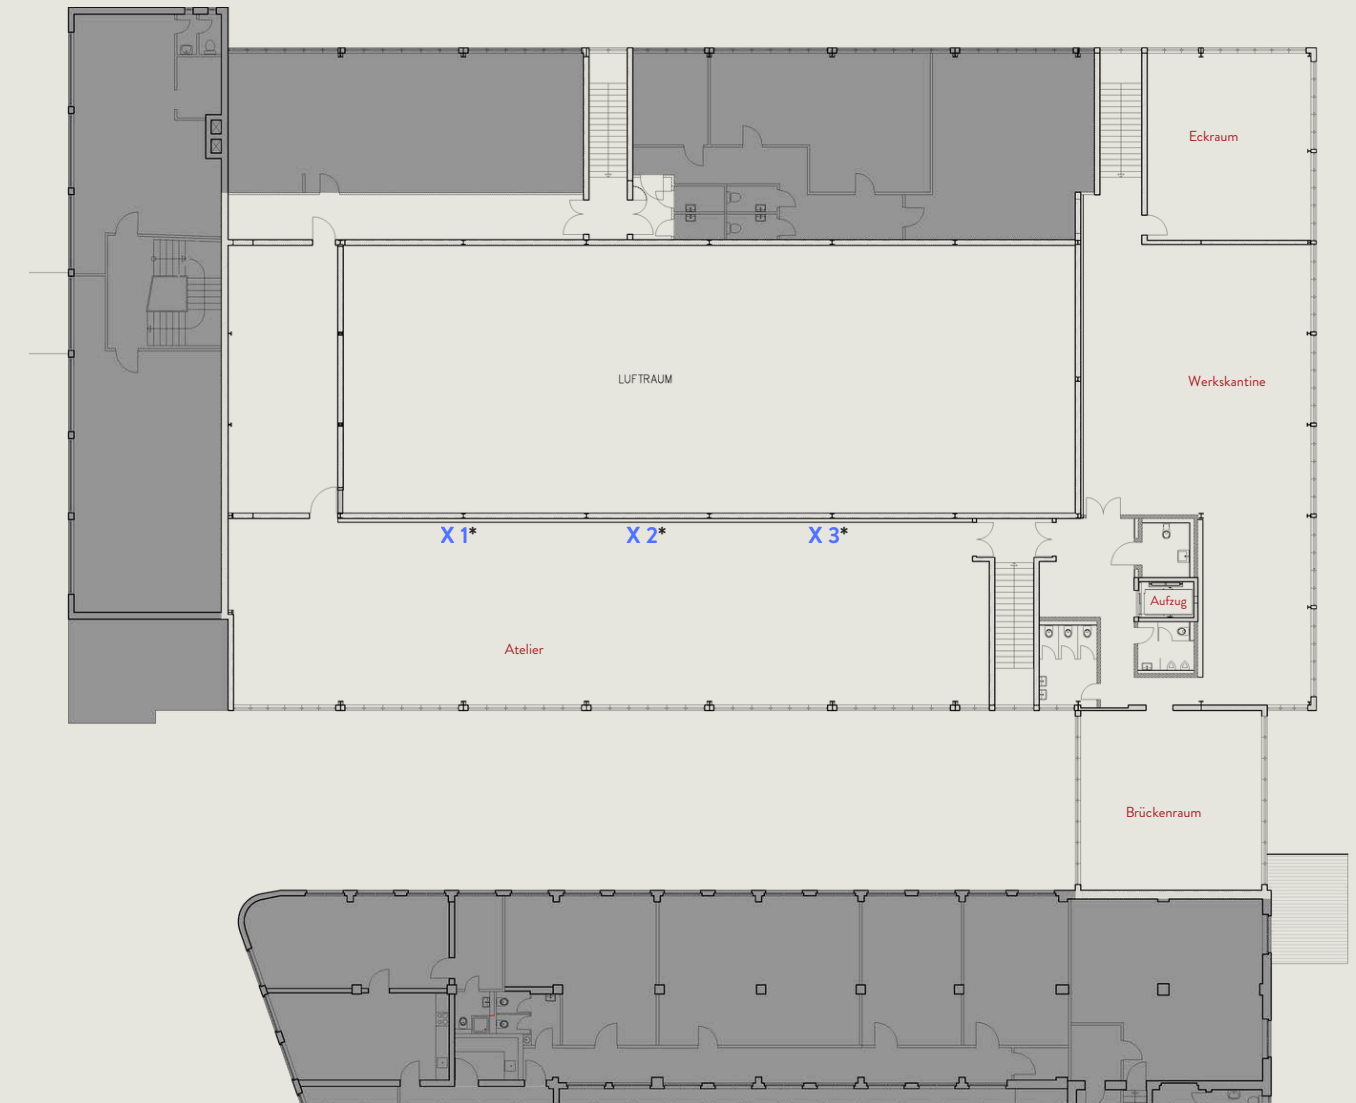 Eckraum
LUFTRAUM
Werkskantine
X 1*
X 2*
X 3*
Aufzug
Atelier
Brückenraum